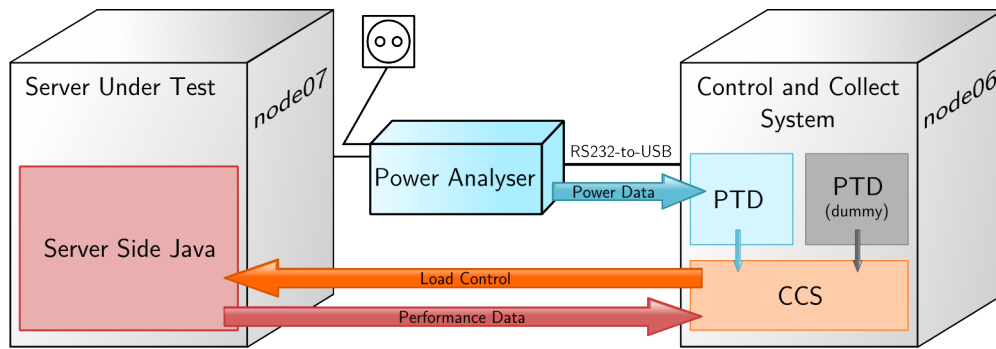 Server Under Test
node07
Server Side Java
Power Analyser
RS232-to-USB
Power Data
Control and Collect
System
node06
PTD
PTD
(dummy)
CCS
Load Control
Performance Data